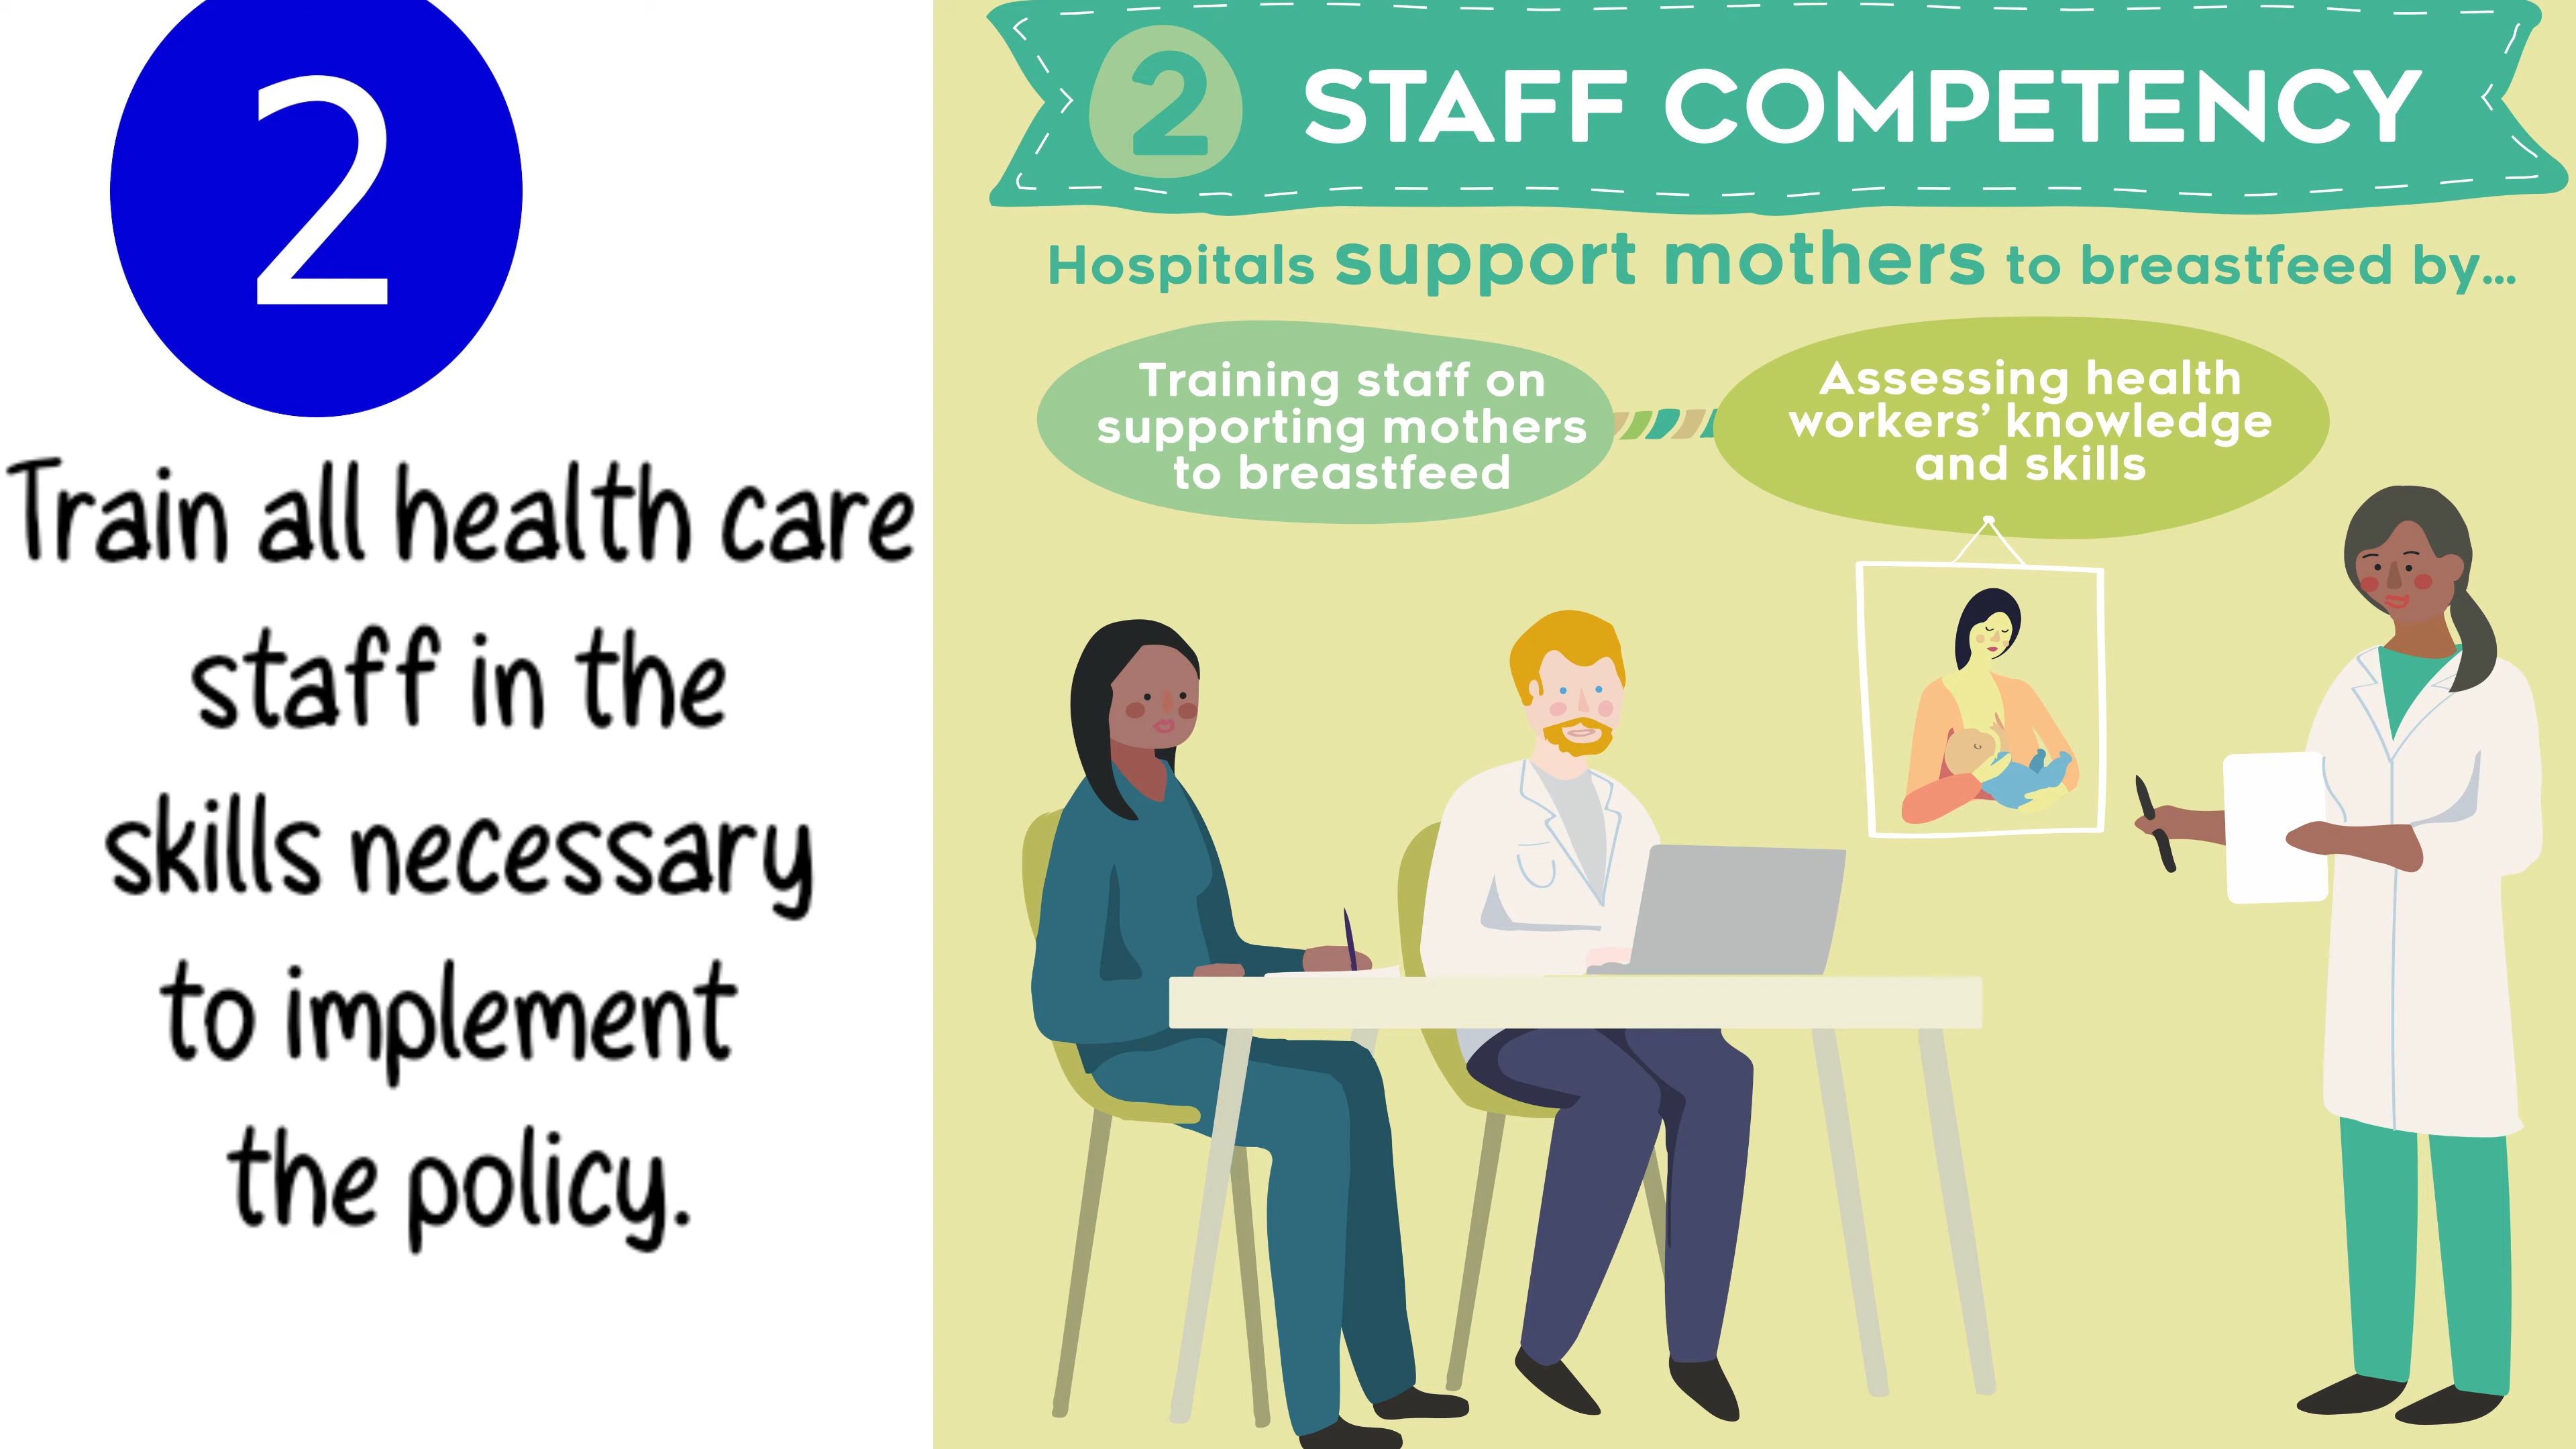 2
Train all health care
staff in the
skills necessary
to implement
the policy.
2 STAFF COMPETENCY
Hospitals support mothers to breastfeed by...
Training staff on
supporting mothers
to breastfeed
Assessing health
workers’ knowledge
and skills